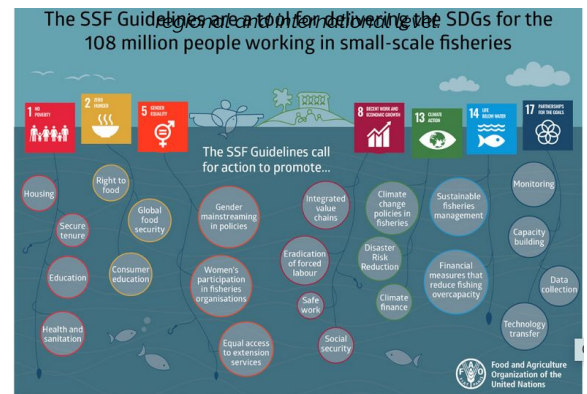 The SSF Guidelines are a tool for delivering the SDGs for the
regional and international level
108 million people working in small-scale fisheries
1 NO POVERTY
2 ZERO HUNGER
5 GENDER EQUALITY
8 DECENT WORK AND ECONOMIC GROWTH
13 CLIMATE ACTION
14 LIFE BELOW WATER
17 PARTNERSHIPS FOR THE GOALS
The SSF Guidelines call
for action to promote...
Housing
Secure
tenure
Education
Health and
sanitation
Right to
food
Global
food
security
Consumer
education
Gender
mainstreaming
in policies
Women's
participation
in fisheries
organisations
Equal access
to extension
services
Integrated
value
chains
Eradication
of forced
labour
Safe
work
Social
security
Climate
change
policies in
fisheries
Disaster
Risk
Reduction
Climate
finance
Sustainable
fisheries
management
Financial
measures that
reduce fishing
overcapacity
Monitoring
Capacity
building
Data
collection
Technology
transfer
FAO
Food and Agriculture
Organization of the
United Nations